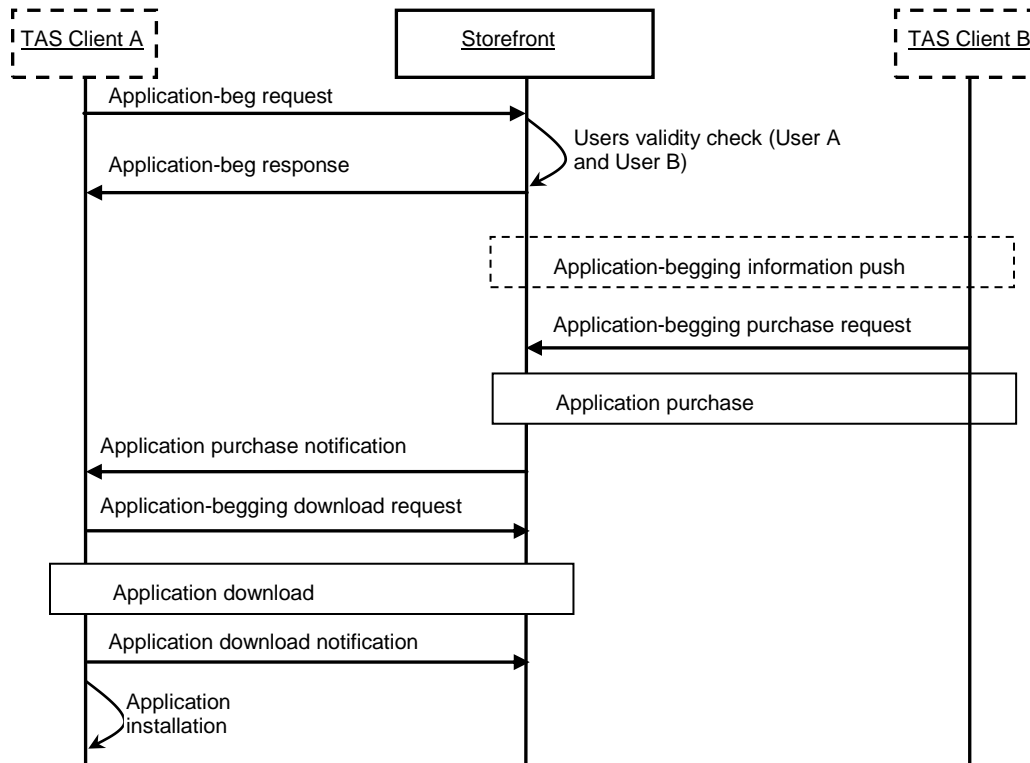 TAS Client A
Storefront
TAS Client B
Application-beg request
Users validity check (User A
and User B)
Application-beg response
Application-begging information push
Application-begging purchase request
Application purchase
Application purchase notification
Application-begging download request
Application download
Application download notification
Application
installation